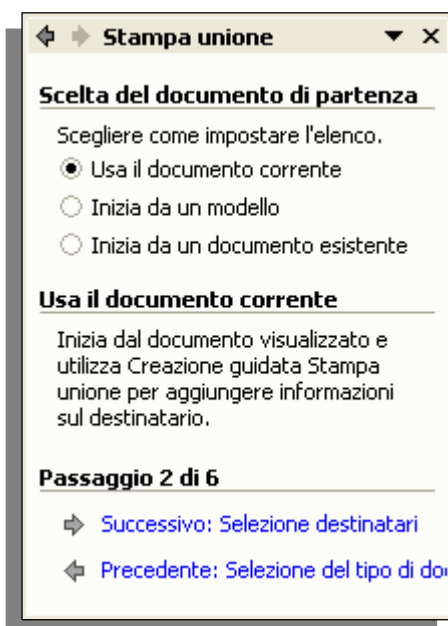 Stampa unione
Scelta del documento di partenza
Scegliere come impostare l'elenco.
Usa il documento corrente
Inizia da un modello
Inizia da un documento esistente
Usa il documento corrente
Inizia dal documento visualizzato e
utilizza Creazione guidata Stampa
unione per aggiungere informazioni
sul destinatario.
Passaggio 2 di 6
Successivo: Selezione destinatari
Precedente: Selezione del tipo di